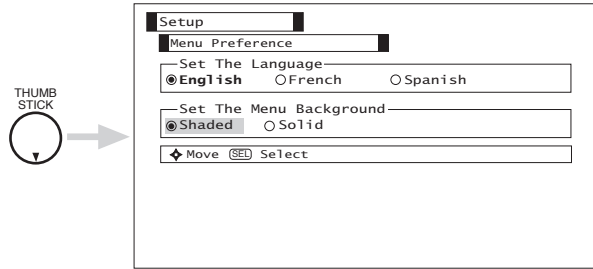 Setup
Menu Preference
Set The Language
English French Spanish
THUMB
STICK
Set The Menu Background
Shaded Solid
Move SEL Select